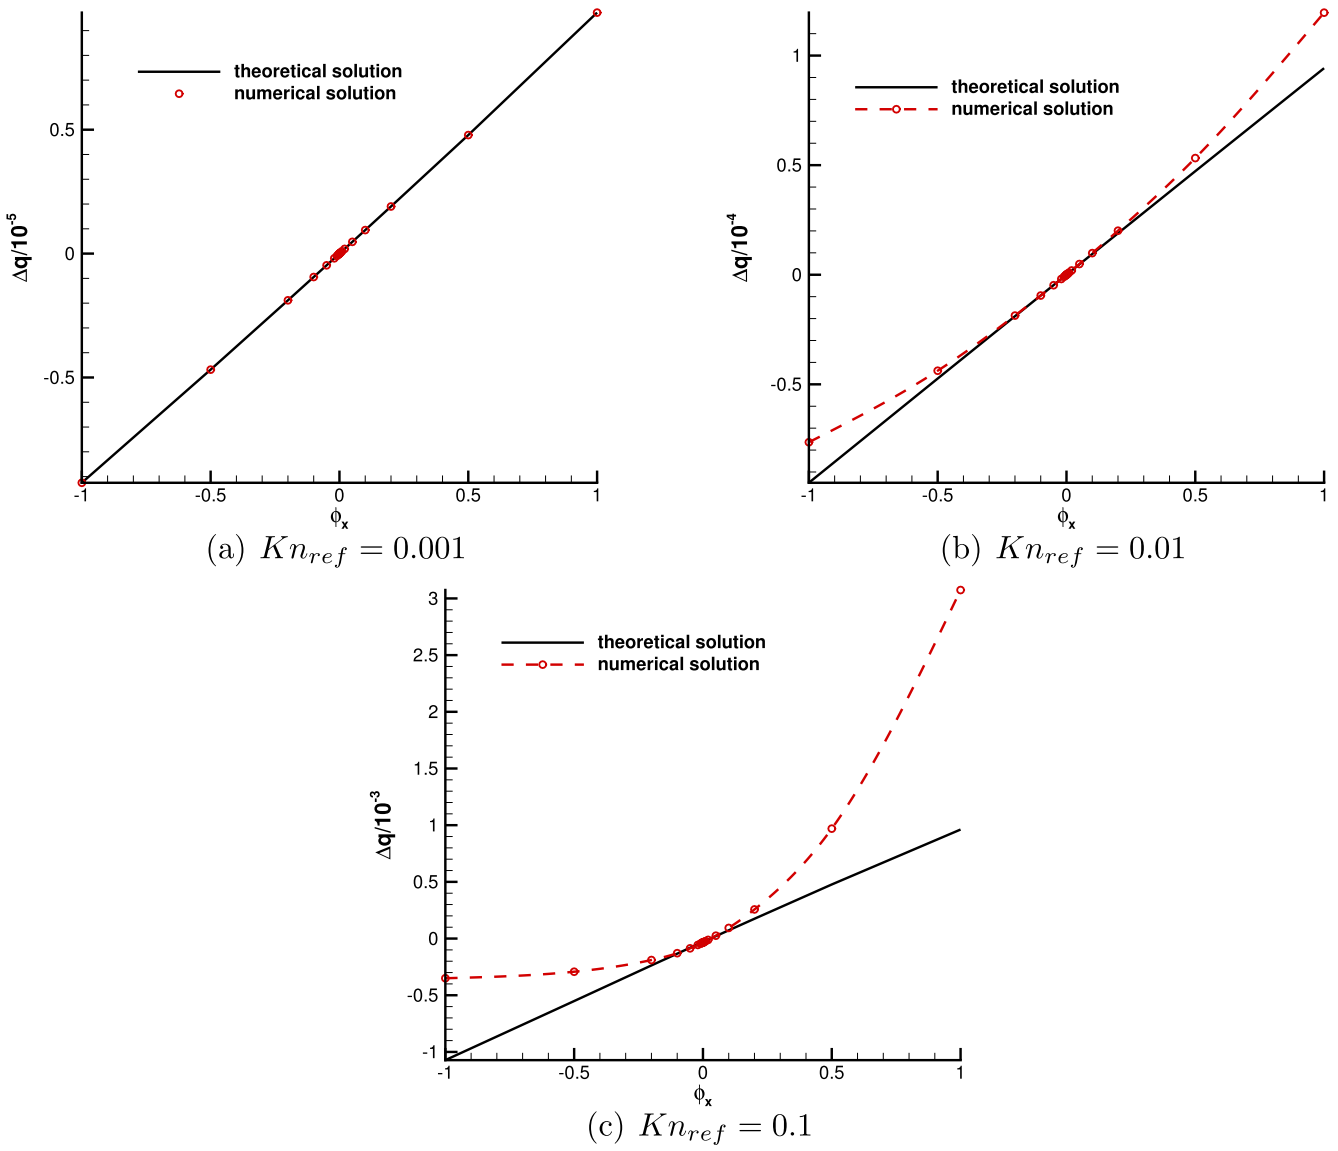 theoretical solution
numerical solution
0.5
0
-0.5
Δq/10⁻⁵
-1 -0.5 0 0.5 1
ϕₓ
(a) Kn_ref = 0.001
theoretical solution
numerical solution
1
0.5
0
-0.5
Δq/10⁻⁴
-1 -0.5 0 0.5 1
ϕₓ
(b) Kn_ref = 0.01
theoretical solution
numerical solution
3
2.5
2
1.5
1
0.5
0
-0.5
-1
Δq/10⁻³
-1 -0.5 0 0.5 1
ϕₓ
(c) Kn_ref = 0.1